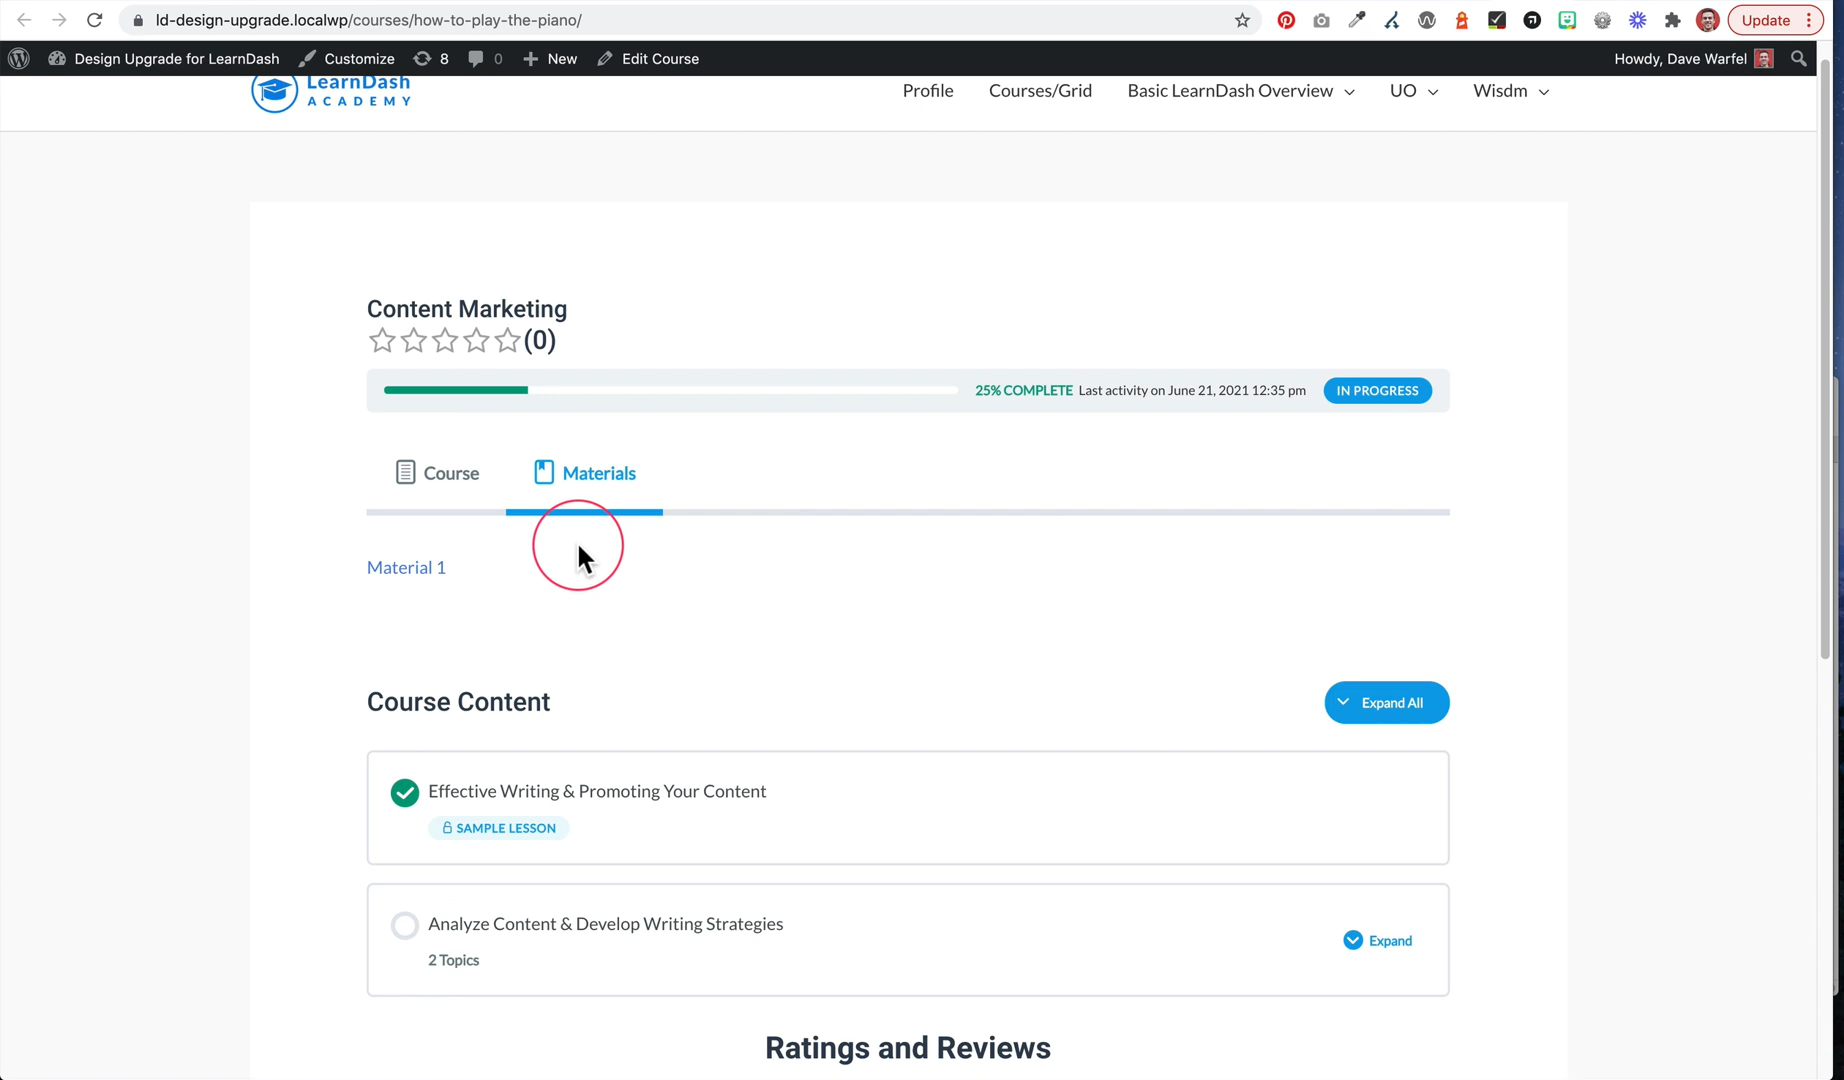 ld-design-upgrade.localwp/courses/how-to-play-the-piano/
Update
Design Upgrade for LearnDash
Customize
8
0
New
Edit Course
Howdy, Dave Warfel
LearnDash
ACADEMY
Profile
Courses/Grid
Basic LearnDash Overview
UO
Wisdm
Content Marketing
(0)
25% COMPLETE Last activity on June 21, 2021 12:35 pm
IN PROGRESS
Course
Materials
Material 1
Course Content
Expand All
Effective Writing & Promoting Your Content
SAMPLE LESSON
Analyze Content & Develop Writing Strategies
2 Topics
Expand
Ratings and Reviews